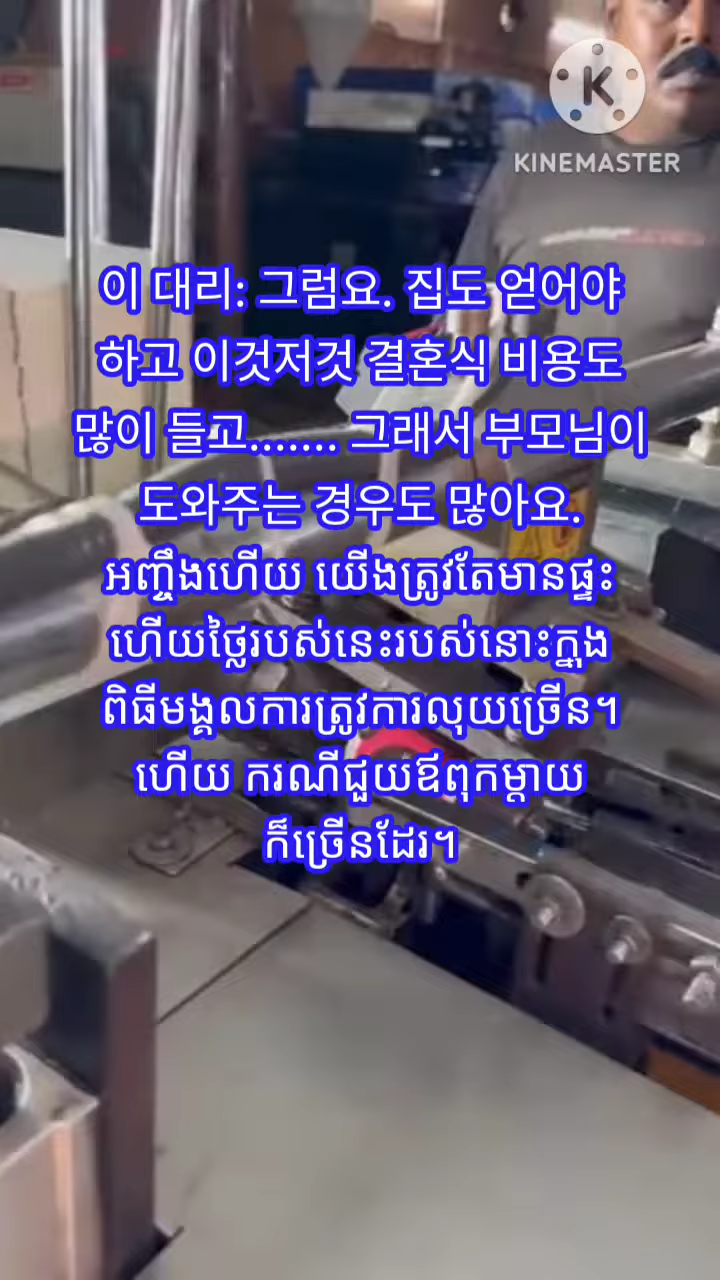 KINEMASTER
이 대리: 그럼요. 집도 얻어야
하고 이것저것 결혼식 비용도
많이 들고....... 그래서 부모님이
도와주는 경우도 많아요.
អញ្ចឹងហើយ យើងត្រូវតែមានផ្ទះ
ហើយថ្លៃរបស់នេះរបស់នោះក្នុង
ពិធីមង្គលការត្រូវការលុយច្រើន។
ហើយ ករណីជួយឪពុកម្តាយ
ក៏ច្រើនដែរ។